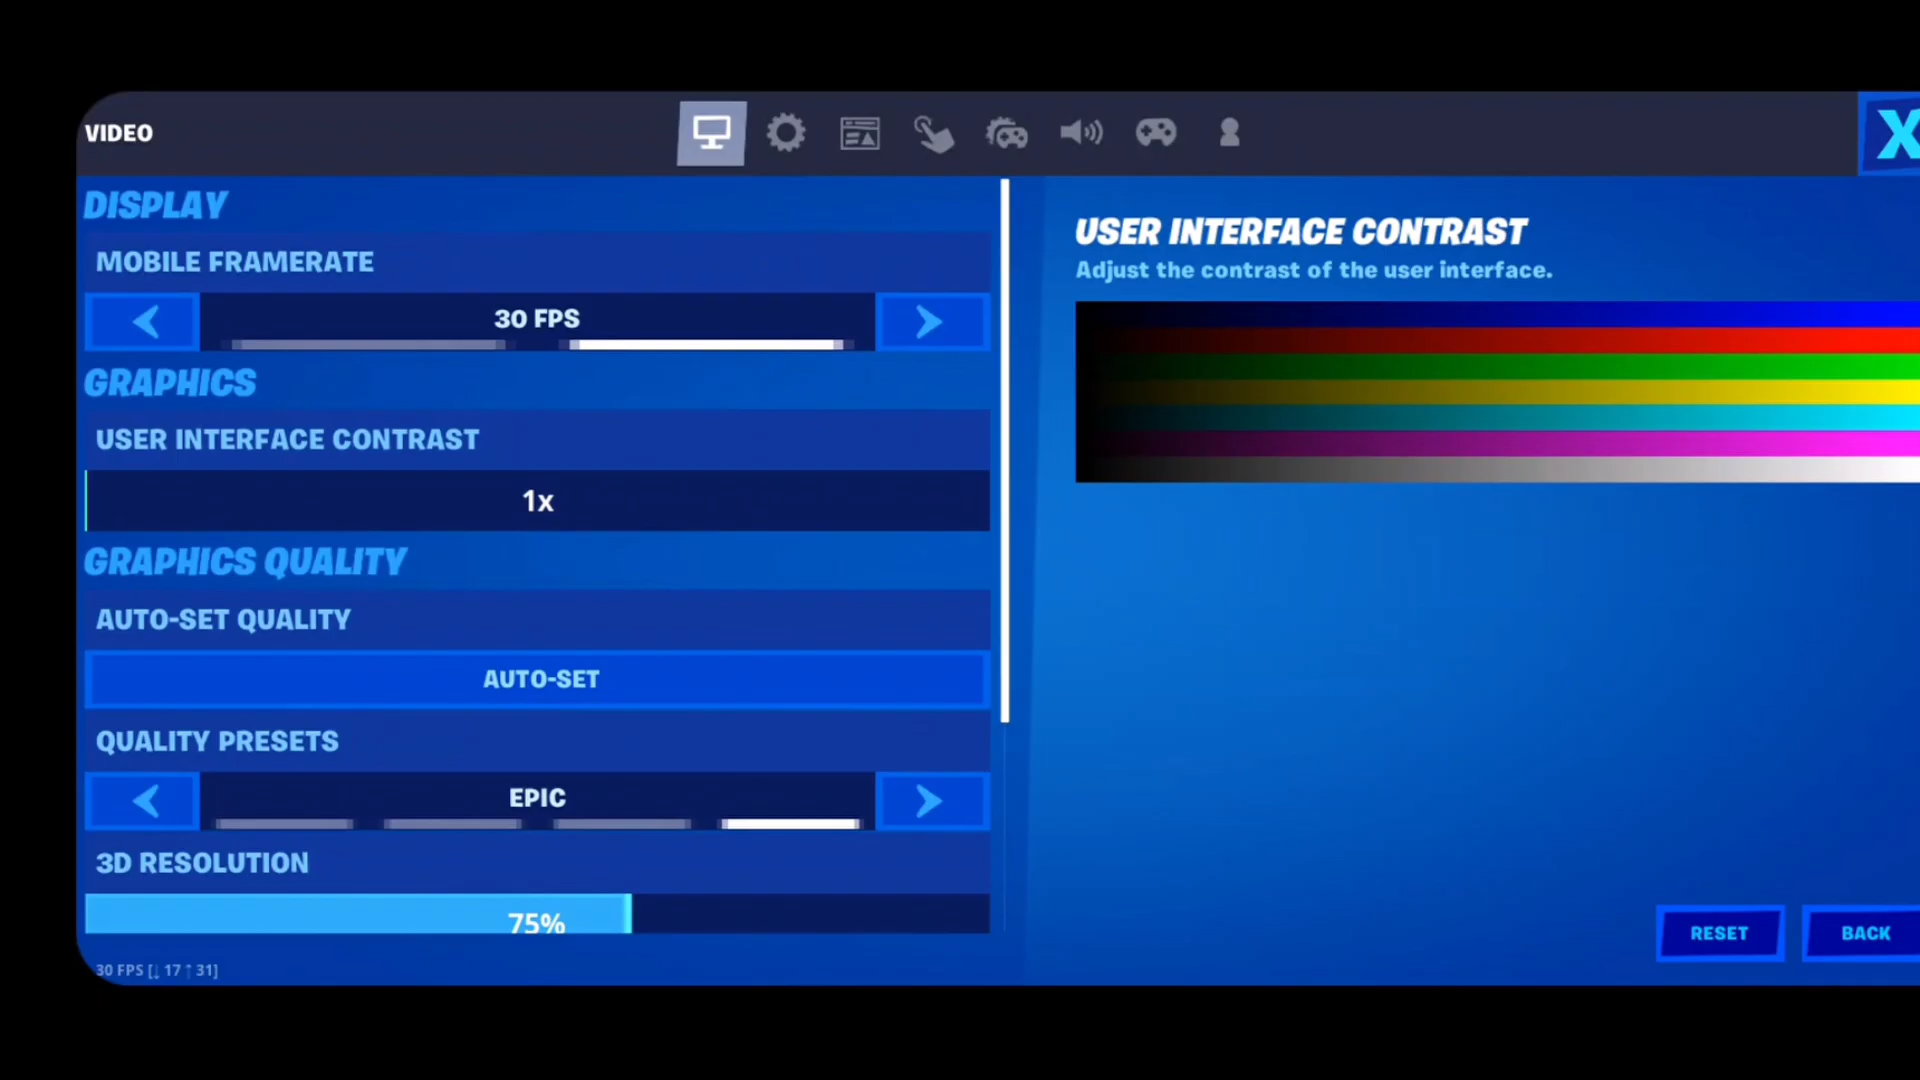 VIDEO
X
DISPLAY
MOBILE FRAMERATE
30 FPS
GRAPHICS
USER INTERFACE CONTRAST
1x
GRAPHICS QUALITY
AUTO-SET QUALITY
AUTO-SET
QUALITY PRESETS
EPIC
3D RESOLUTION
75%
30 FPS [↓ 17 ↑ 31]
USER INTERFACE CONTRAST
Adjust the contrast of the user interface.
RESET
BACK